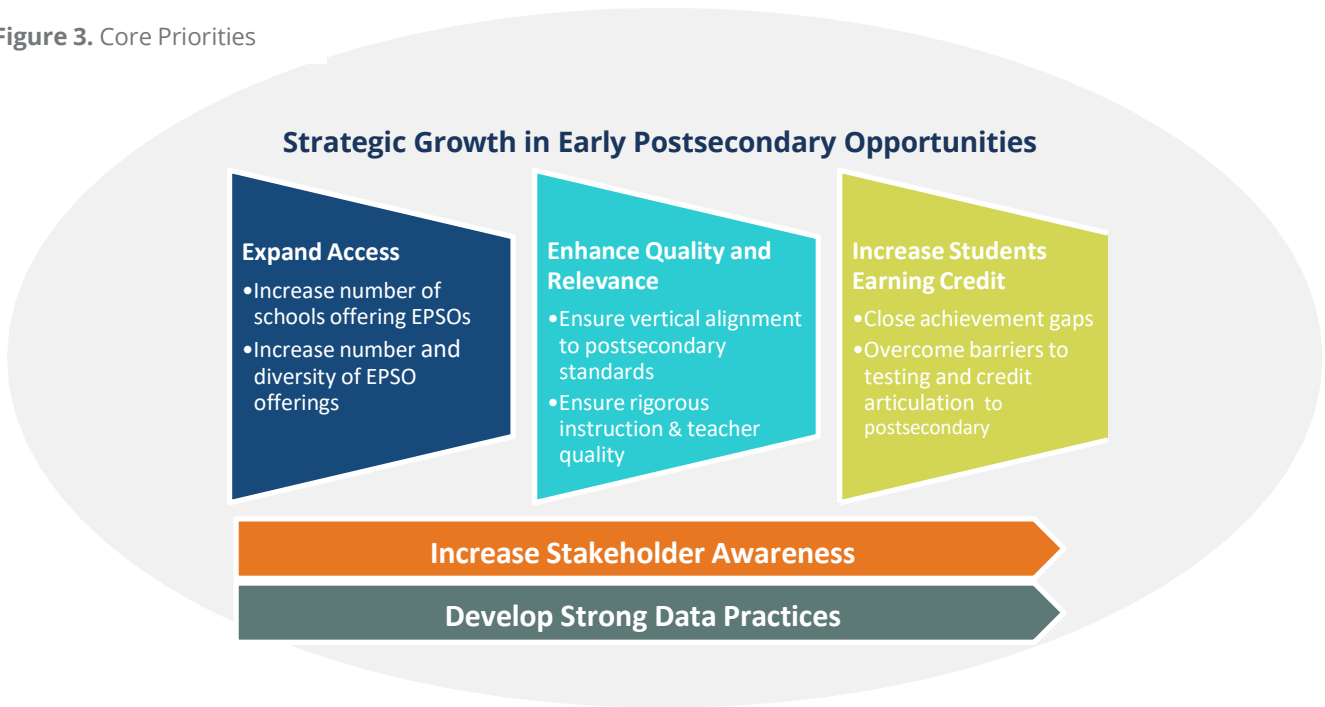 Figure 3. Core Priorities
Strategic Growth in Early Postsecondary Opportunities
Expand Access
•Increase number of
schools offering EPSOs
•Increase number and
diversity of EPSO
offerings
Enhance Quality and
Relevance
•Ensure vertical alignment
to postsecondary
standards
•Ensure rigorous
instruction & teacher
quality
Increase Students
Earning Credit
•Close achievement gaps
•Overcome barriers to
testing and credit
articulation to
postsecondary
Increase Stakeholder Awareness
Develop Strong Data Practices